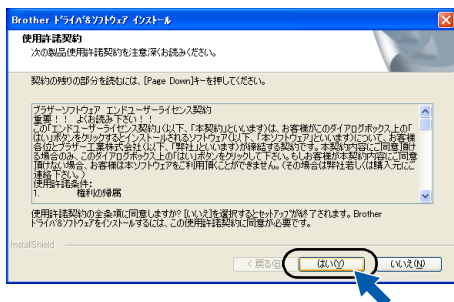 Brother ドライバ&ソフトウェア インストール
使用許諾契約
次の製品使用許諾契約を注意深くお読みください。
契約の残りの部分を読むには、[Page Down]キーを押してください。
ブラザーソフトウェア エンドユーザーライセンス契約
重要！！ よくお読み下さい！！
この「エンドユーザーライセンス契約」(以下、「本契約」といいます)は、お客様がこのダイアログボックス上の「
はい」ボタンをクリックするとインストールされるソフトウェア(以下、「本ソフトウェア」といいます)について、お客様
各位とブラザー工業株式会社(以下、「弊社」といいます)が締結する契約です。本契約内容にご同意頂け
る場合のみ、このダイアログボックス上の「はい」ボタンをクリックして下さい。もしお客様が本契約内容にご同意
頂けない場合、お客様は本ソフトウェアをご利用頂くことができません。(その場合は弊社若しくは購入元にご
連絡下さい。)
使用許諾条件:
1. 権利の帰属
使用許諾契約の全条項に同意しますか? [いいえ]を選択するとセットアップが終了されます。Brother
ドライバ&ソフトウェアをインストールするには、この使用許諾契約に同意が必要です。
InstallShield
< 戻る(B) はい(Y) いいえ(N)